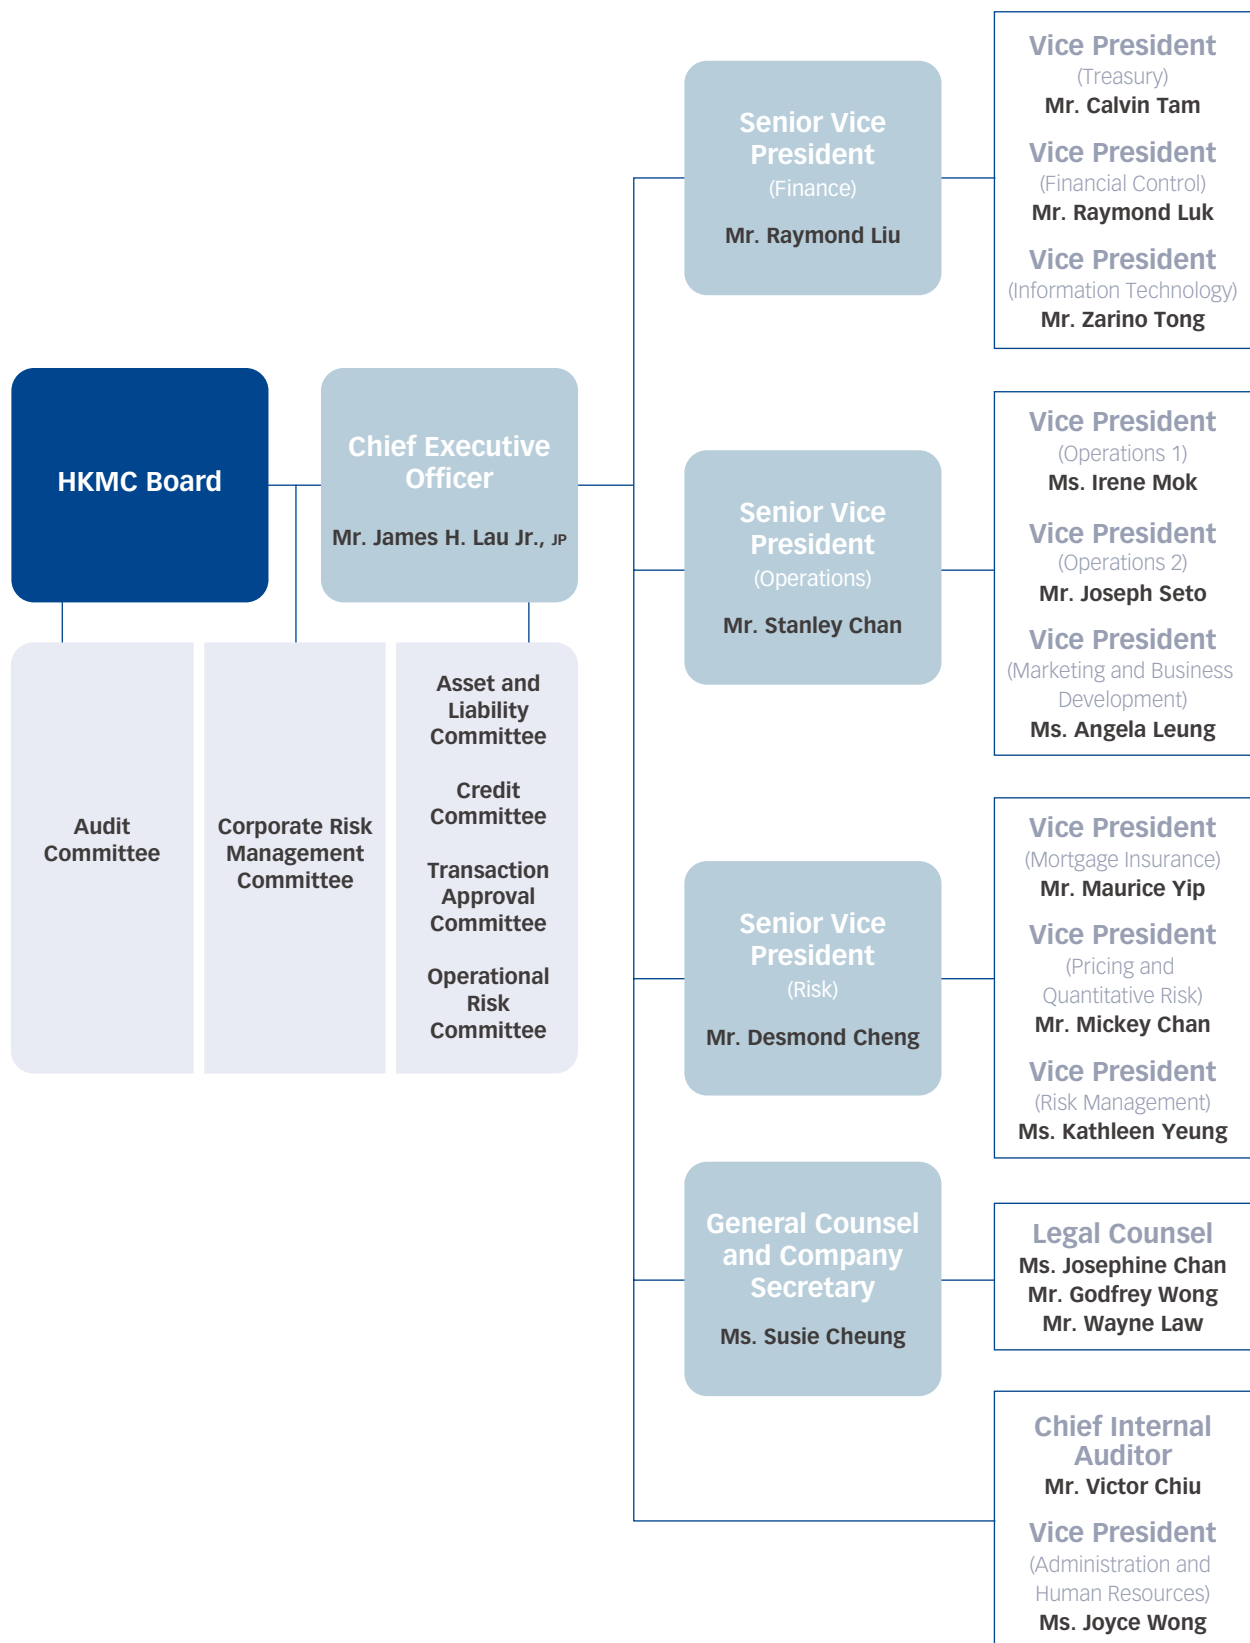 HKMC Board
Chief Executive
Officer
Mr. James H. Lau Jr., JP
Audit
Committee
Corporate Risk
Management
Committee
Asset and
Liability
Committee
Credit
Committee
Transaction
Approval
Committee
Operational
Risk
Committee
Senior Vice
President
(Finance)
Mr. Raymond Liu
Vice President
(Treasury)
Mr. Calvin Tam
Vice President
(Financial Control)
Mr. Raymond Luk
Vice President
(Information Technology)
Mr. Zarino Tong
Senior Vice
President
(Operations)
Mr. Stanley Chan
Vice President
(Operations 1)
Ms. Irene Mok
Vice President
(Operations 2)
Mr. Joseph Seto
Vice President
(Marketing and Business
Development)
Ms. Angela Leung
Senior Vice
President
(Risk)
Mr. Desmond Cheng
Vice President
(Mortgage Insurance)
Mr. Maurice Yip
Vice President
(Pricing and
Quantitative Risk)
Mr. Mickey Chan
Vice President
(Risk Management)
Ms. Kathleen Yeung
General Counsel
and Company
Secretary
Ms. Susie Cheung
Legal Counsel
Ms. Josephine Chan
Mr. Godfrey Wong
Mr. Wayne Law
Chief Internal
Auditor
Mr. Victor Chiu
Vice President
(Administration and
Human Resources)
Ms. Joyce Wong